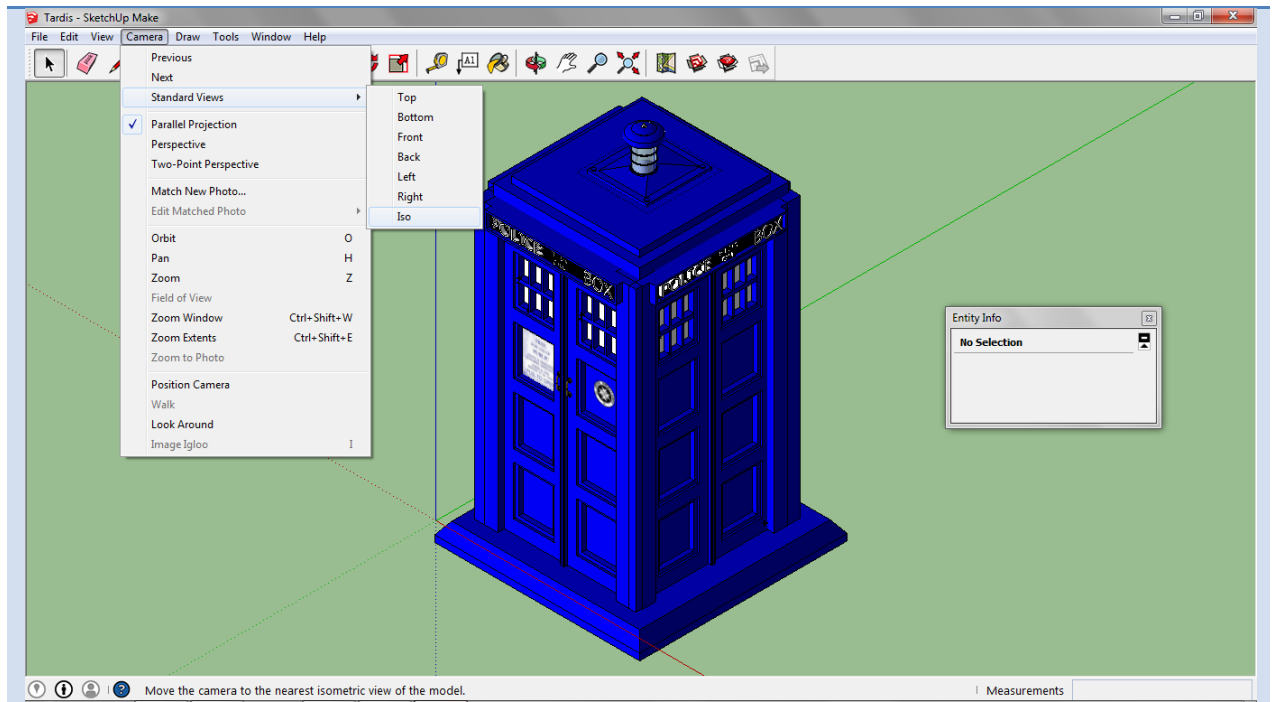 Tardis - SketchUp Make
File Edit View Camera Draw Tools Window Help
A1
Previous
Next
Standard Views
Parallel Projection
Perspective
Two-Point Perspective
Match New Photo...
Edit Matched Photo
Orbit O
Pan H
Zoom Z
Field of View
Zoom Window Ctrl+Shift+W
Zoom Extents Ctrl+Shift+E
Zoom to Photo
Position Camera
Walk
Look Around
Image Igloo I
Top
Bottom
Front
Back
Left
Right
Iso
POLICE BOX
POLICE BOX
Entity Info
No Selection
Move the camera to the nearest isometric view of the model.
Measurements